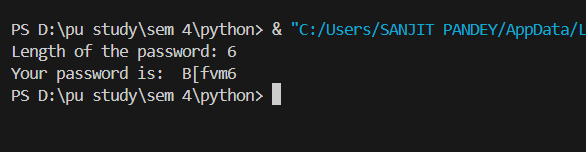 PS D:\pu study\sem 4\python> & "C:/Users/SANJIT PANDEY/AppData/L
Length of the password: 6
Your password is:  B[fvm6
PS D:\pu study\sem 4\python>